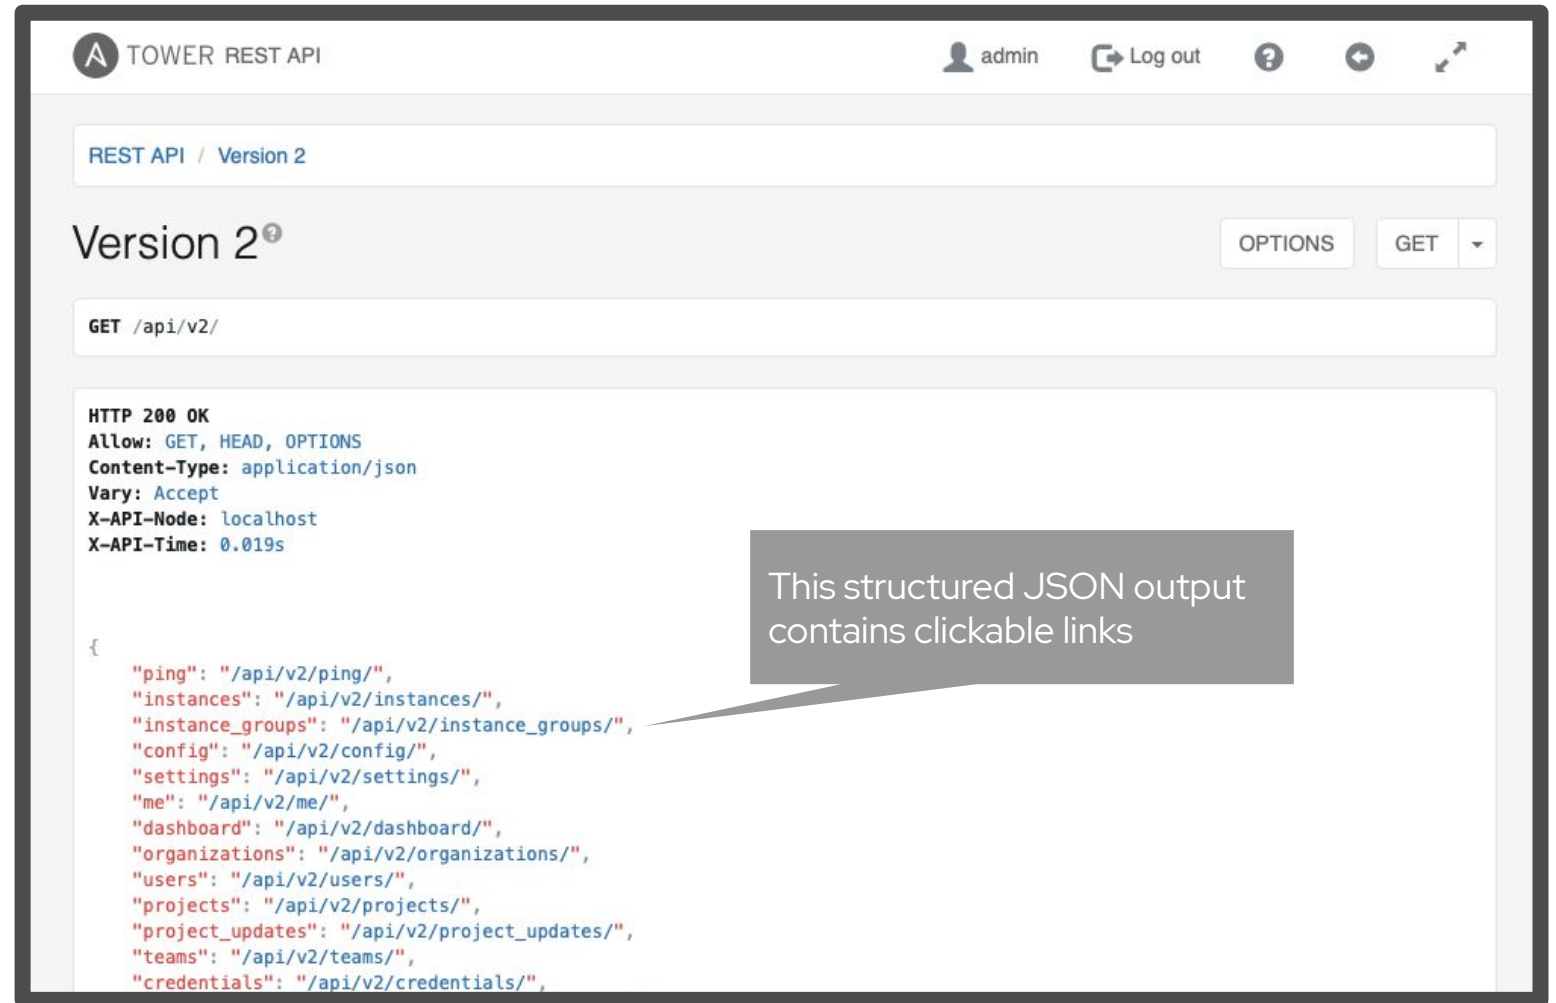 TOWER REST API
admin
Log out
REST API / Version 2
Version 2
OPTIONS
GET
GET /api/v2/
HTTP 200 OK
Allow: GET, HEAD, OPTIONS
Content-Type: application/json
Vary: Accept
X-API-Node: localhost
X-API-Time: 0.019s
This structured JSON output
contains clickable links
{
"ping": "/api/v2/ping/",
"instances": "/api/v2/instances/",
"instance_groups": "/api/v2/instance_groups/",
"config": "/api/v2/config/",
"settings": "/api/v2/settings/",
"me": "/api/v2/me/",
"dashboard": "/api/v2/dashboard/",
"organizations": "/api/v2/organizations/",
"users": "/api/v2/users/",
"projects": "/api/v2/projects/",
"project_updates": "/api/v2/project_updates/",
"teams": "/api/v2/teams/",
"credentials": "/api/v2/credentials/",